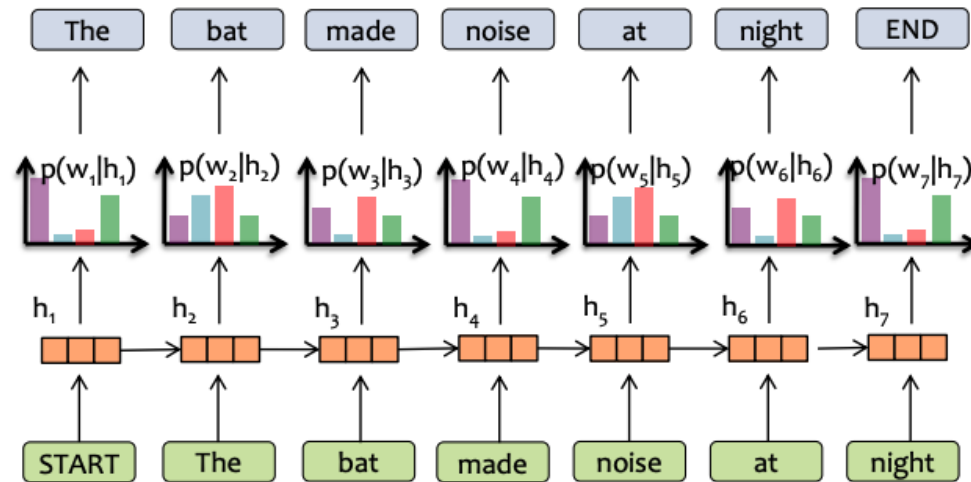 The bat made noise at night END
p(w₁|h₁) p(w₂|h₂) p(w₃|h₃) p(w₄|h₄) p(w₅|h₅) p(w₆|h₆) p(w₇|h₇)
h₁ h₂ h₃ h₄ h₅ h₆ h₇
START The bat made noise at night